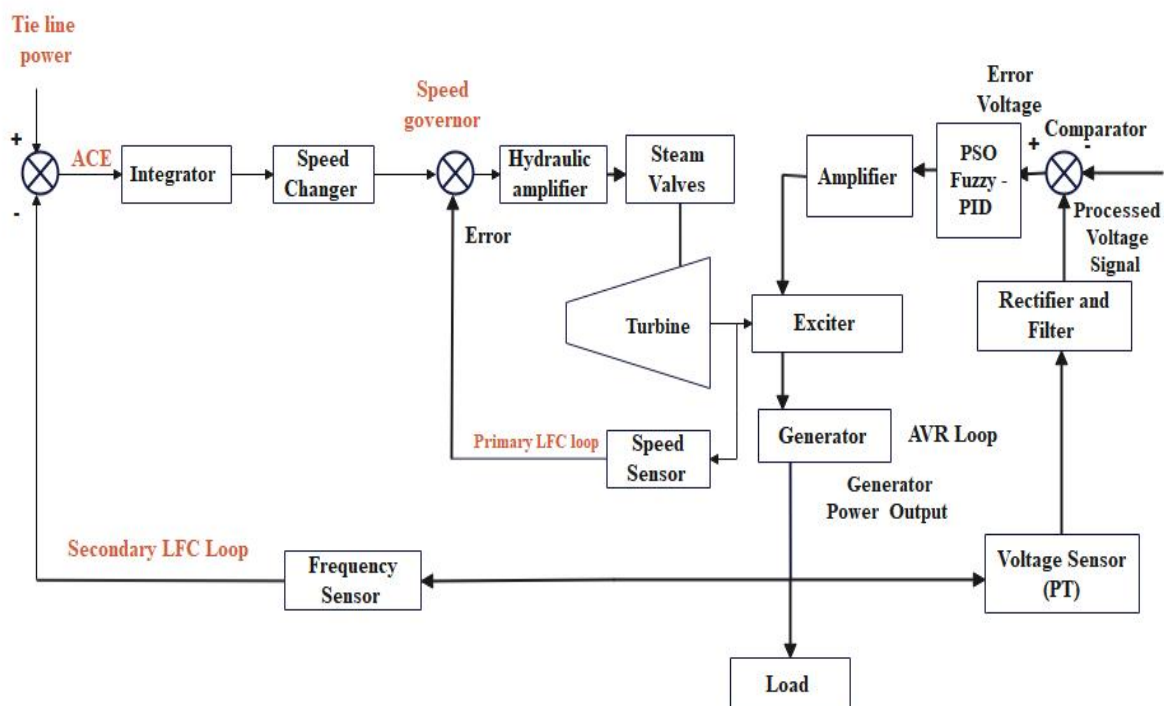 Tie line
power
+
ACE
-
Integrator
Speed
Changer
Speed
governor
Error
Hydraulic
amplifier
Steam
Valves
Turbine
Amplifier
PSO
Fuzzy -
PID
Error
Voltage
+
Comparator
-
Processed
Voltage
Signal
Rectifier and
Filter
Exciter
Primary LFC loop
Speed
Sensor
Generator
AVR Loop
Generator
Power Output
Secondary LFC Loop
Frequency
Sensor
Voltage Sensor
(PT)
Load